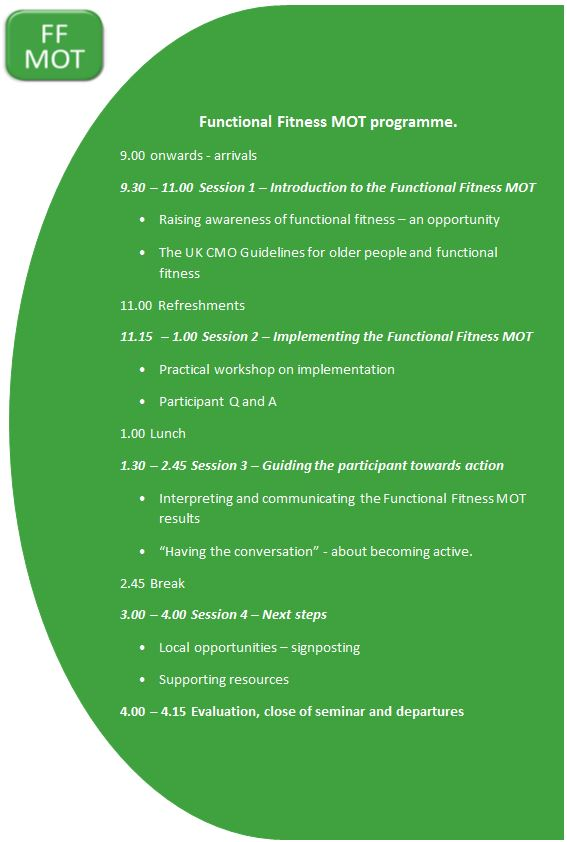 FF
MOT
Functional Fitness MOT programme.
9.00 onwards - arrivals
9.30 – 11.00 Session 1 – Introduction to the Functional Fitness MOT
• Raising awareness of functional fitness – an opportunity
• The UK CMO Guidelines for older people and functional
fitness
11.00 Refreshments
11.15 – 1.00 Session 2 – Implementing the Functional Fitness MOT
• Practical workshop on implementation
• Participant Q and A
1.00 Lunch
1.30 – 2.45 Session 3 – Guiding the participant towards action
• Interpreting and communicating the Functional Fitness MOT
results
• “Having the conversation” - about becoming active.
2.45 Break
3.00 – 4.00 Session 4 – Next steps
• Local opportunities – signposting
• Supporting resources
4.00 – 4.15 Evaluation, close of seminar and departures